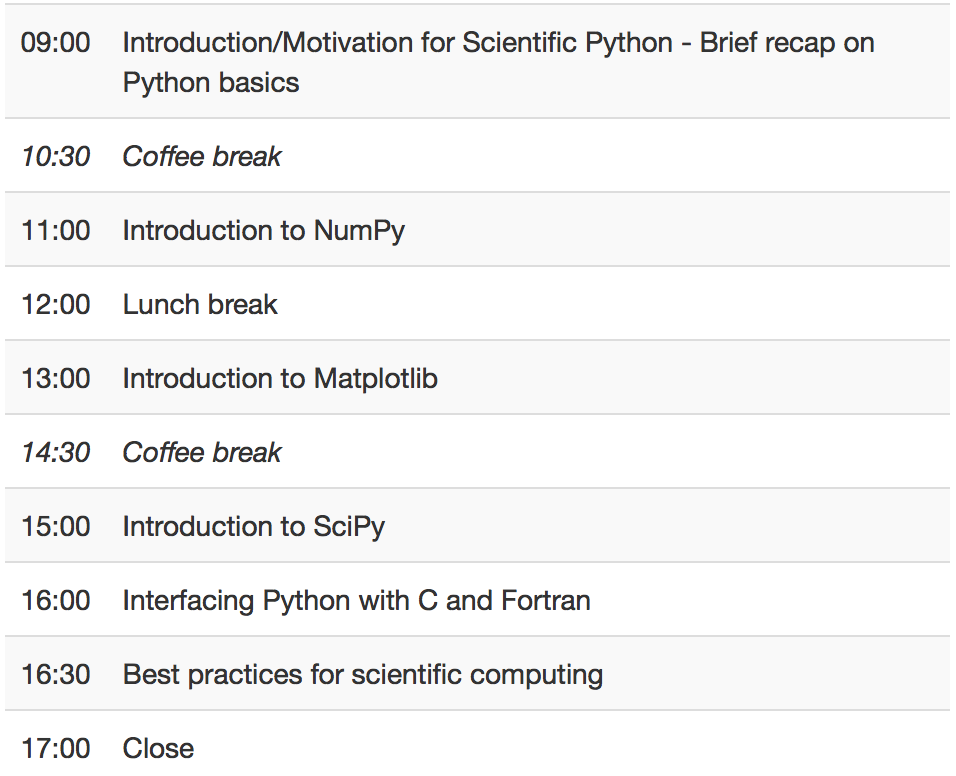 09:00 Introduction/Motivation for Scientific Python - Brief recap on
Python basics
10:30 Coffee break
11:00 Introduction to NumPy
12:00 Lunch break
13:00 Introduction to Matplotlib
14:30 Coffee break
15:00 Introduction to SciPy
16:00 Interfacing Python with C and Fortran
16:30 Best practices for scientific computing
17:00 Close